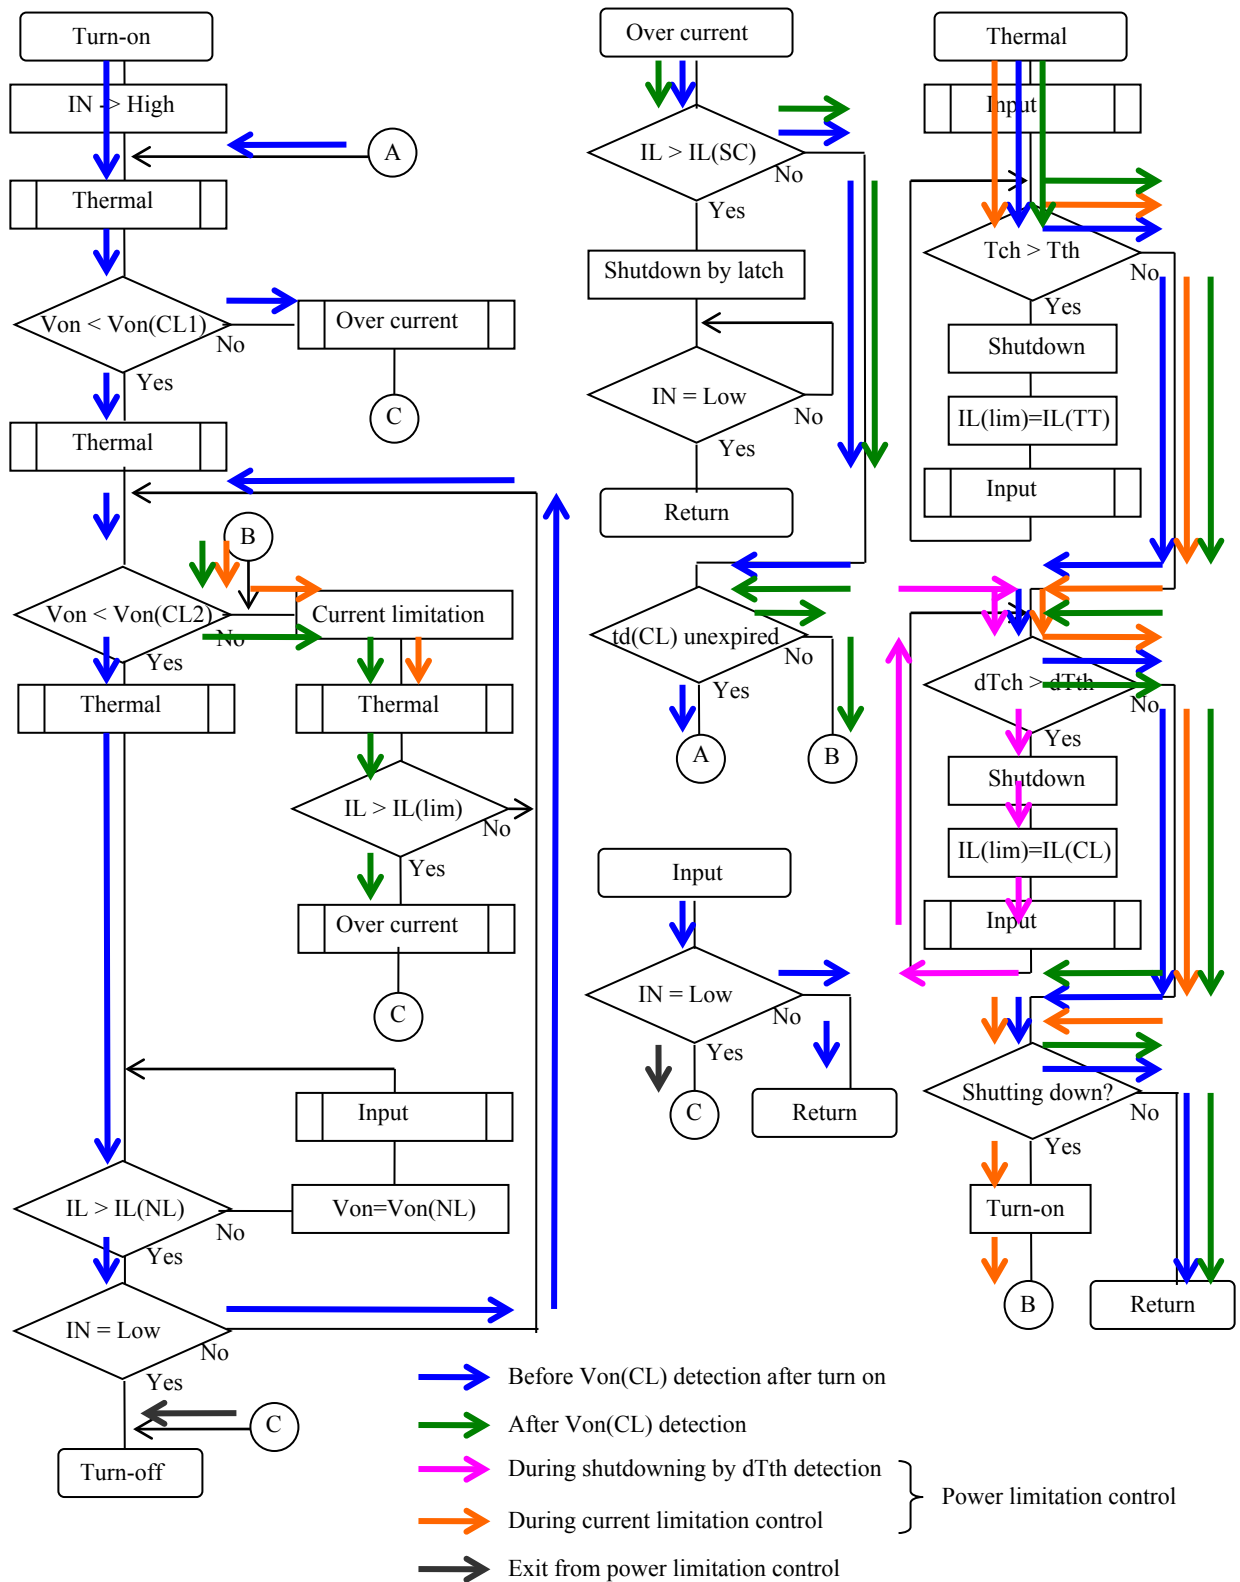 Turn-on
IN -> High
A
Thermal
Von < Von(CL1)
No
Yes
Over current
C
Thermal
B
Von < Von(CL2)
No
Yes
Current limitation
Thermal
Thermal
IL > IL(lim)
No
Yes
Over current
C
Input
Von=Von(NL)
IL > IL(NL)
No
Yes
IN = Low
No
Yes
C
Turn-off
Over current
IL > IL(SC)
No
Yes
Shutdown by latch
IN = Low
No
Yes
Return
td(CL) unexpired
No
Yes
A
B
Input
IN = Low
No
Yes
C
Return
Thermal
Input
Tch > Tth
No
Yes
Shutdown
IL(lim)=IL(TT)
Input
dTch > dTth
No
Yes
Shutdown
IL(lim)=IL(CL)
Input
Shutting down?
No
Yes
Turn-on
B
Return
Before Von(CL) detection after turn on
After Von(CL) detection
During shutdowning by dTth detection
During current limitation control
Power limitation control
Exit from power limitation control